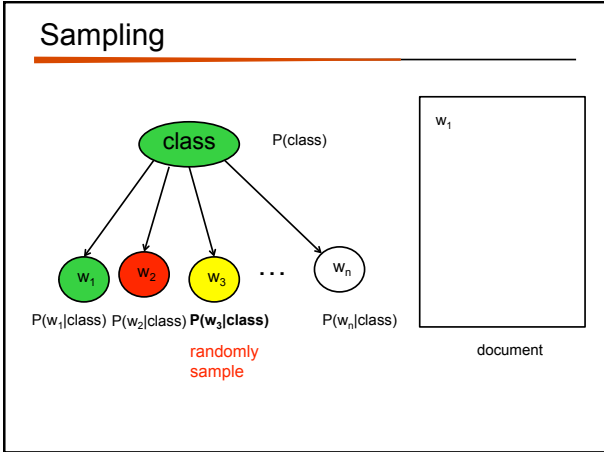 Sampling
class
P(class)
w₁
w₁
w₂
w₃
...
wₙ
P(w₁|class) P(w₂|class) P(w₃|class) P(wₙ|class)
randomly
sample
document